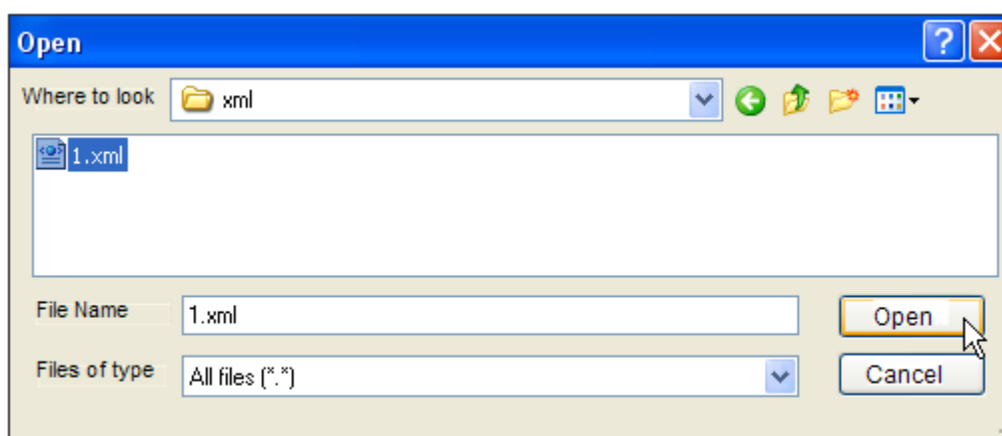 Open
Where to look xml
1.xml
File Name 1.xml Open
Files of type All files (*.*) Cancel